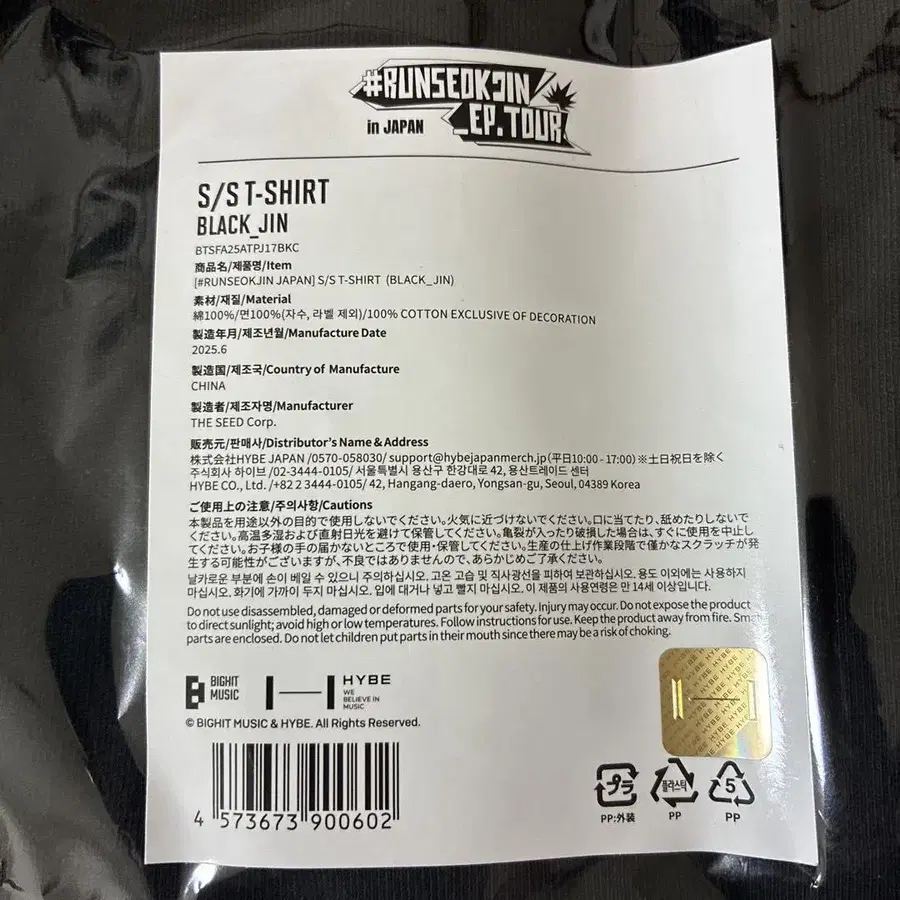 #RUNSEOKJIN
_EP.TOUR
in JAPAN
S/S T-SHIRT
BLACK_JIN
BTSFA25ATPJ17BKC
商品名/제품명/Item
[#RUNSEOKJIN JAPAN] S/S T-SHIRT (BLACK_JIN)
素材/재질/Material
綿100%/면100%(자수, 라벨 제외)/100% COTTON EXCLUSIVE OF DECORATION
製造年月/제조년월/Manufacture Date
2025.6
製造国/제조국/Country of Manufacture
CHINA
製造者/제조자명/Manufacturer
THE SEED Corp.
販売元/판매사/Distributor's Name & Address
株式会社HYBE JAPAN /0570-058030/ support@hybejapanmerch.jp (平日10:00 - 17:00) ※土日祝日を除く
주식회사 하이브 /02-3444-0105/ 서울특별시 용산구 한강대로 42, 용산트레이드 센터
HYBE CO., Ltd. /+82 2 3444-0105/ 42, Hangang-daero, Yongsan-gu, Seoul, 04389 Korea
ご使用上の注意/주의사항/Cautions
本製品を用途以外の目的で使用しないでください。火気に近づけないでください。口に当てたり、舐めたりしないで
ください。高温多湿および直射日光を避けて保管してください。亀裂が入ったり破損した場合は、すぐに使用を中止し
てください。お子様の手の届かないところで使用・保管してください。生産の仕上げ作業段階で僅かなスクラッチが発
生する可能性がございますが、不良ではありませんので、あらかじめご了承ください。
날카로운 부분에 손이 베일 수 있으니 주의하십시오. 고온 고습 및 직사광선을 피하여 보관하십시오. 용도 이외에는 사용하지
마십시오. 화기에 가까이 두지 마십시오. 입에 대거나 넣고 빨지 마십시오. 이 제품의 사용연령은 만 14세 이상입니다.
Do not use disassembled, damaged or deformed parts for your safety. Injury may occur. Do not expose the product
to direct sunlight; avoid high or low temperatures. Follow instructions for use. Keep the product away from fire. Small
parts are enclosed. Do not let children put parts in their mouth since there may be a risk of choking.
BIGHIT
MUSIC
HYBE
WE
BELIEVE IN
MUSIC
© BIGHIT MUSIC & HYBE. All Rights Reserved.
4 573673 900602
プラ
PP:外装
플라스틱
PP
5
PP
HYBE HYBE HYBE